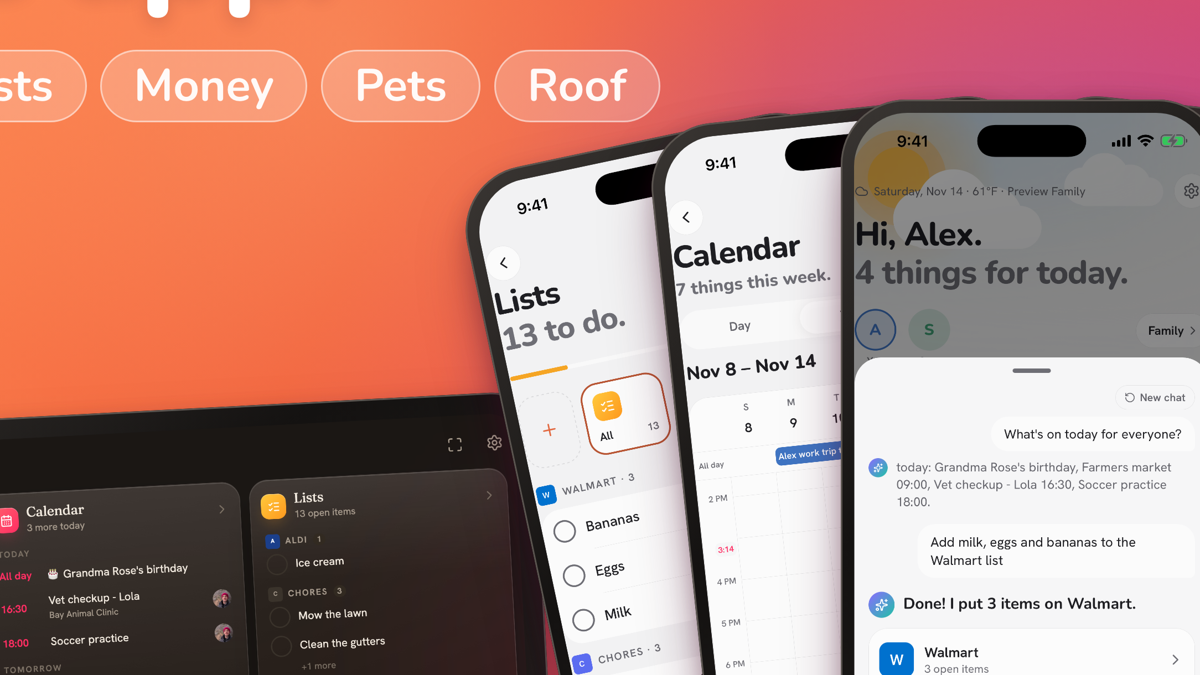 sts
Money
Pets
Roof
9:41
Lists
13 to do.
+
All
13
W
WALMART · 3
Bananas
Eggs
Milk
C
CHORES · 3
9:41
Calendar
7 things this week.
Day
Nov 8 – Nov 14
S
M
T
8
9
All day
Alex work trip
2 PM
3:14
4 PM
5 PM
6 PM
9:41
Saturday, Nov 14 · 61°F · Preview Family
Hi, Alex.
4 things for today.
A
S
Family
New chat
What's on today for everyone?
today: Grandma Rose's birthday, Farmers market
09:00, Vet checkup - Lola 16:30, Soccer practice
18:00.
Add milk, eggs and bananas to the
Walmart list
Done! I put 3 items on Walmart.
W
Walmart
3 open items
Calendar
3 more today
TODAY
All day
Grandma Rose's birthday
16:30
Vet checkup - Lola
Bay Animal Clinic
18:00
Soccer practice
TOMORROW
Lists
13 open items
A
ALDI 1
Ice cream
C
CHORES 3
Mow the lawn
Clean the gutters
+1 more